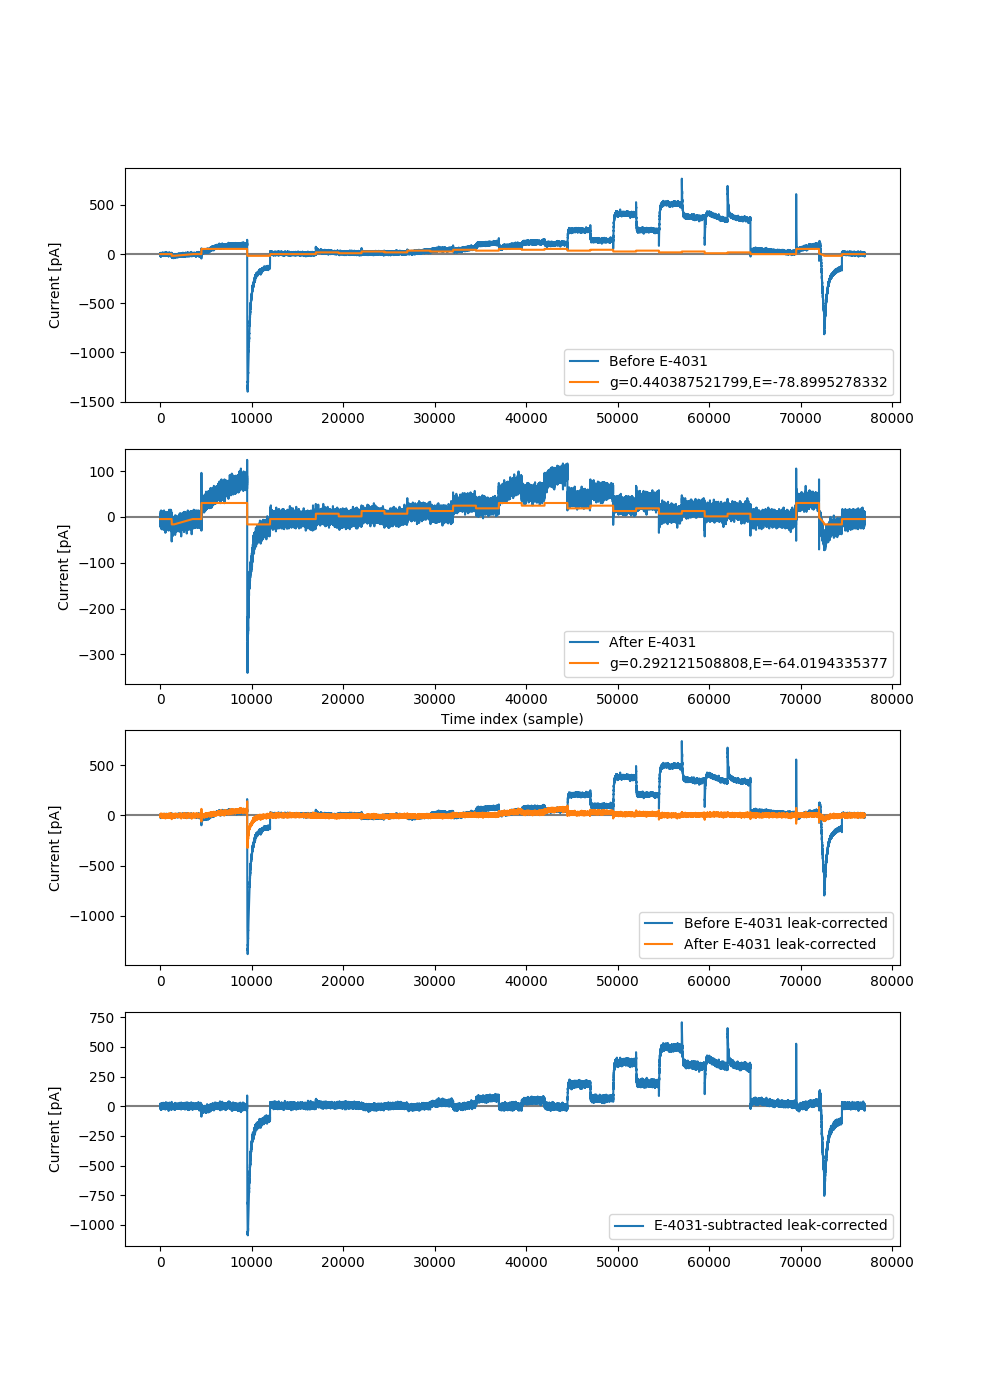 500
0
−500
−1000
−1500
Current [pA]
Before E-4031
g=0.440387521799,E=-78.8995278332
0 10000 20000 30000 40000 50000 60000 70000 80000
100
0
−100
−200
−300
Current [pA]
After E-4031
g=0.292121508808,E=-64.0194335377
0 10000 20000 30000 40000 50000 60000 70000 80000
Time index (sample)
500
0
−500
−1000
Current [pA]
Before E-4031 leak-corrected
After E-4031 leak-corrected
0 10000 20000 30000 40000 50000 60000 70000 80000
750
500
250
0
−250
−500
−750
−1000
Current [pA]
E-4031-subtracted leak-corrected
0 10000 20000 30000 40000 50000 60000 70000 80000